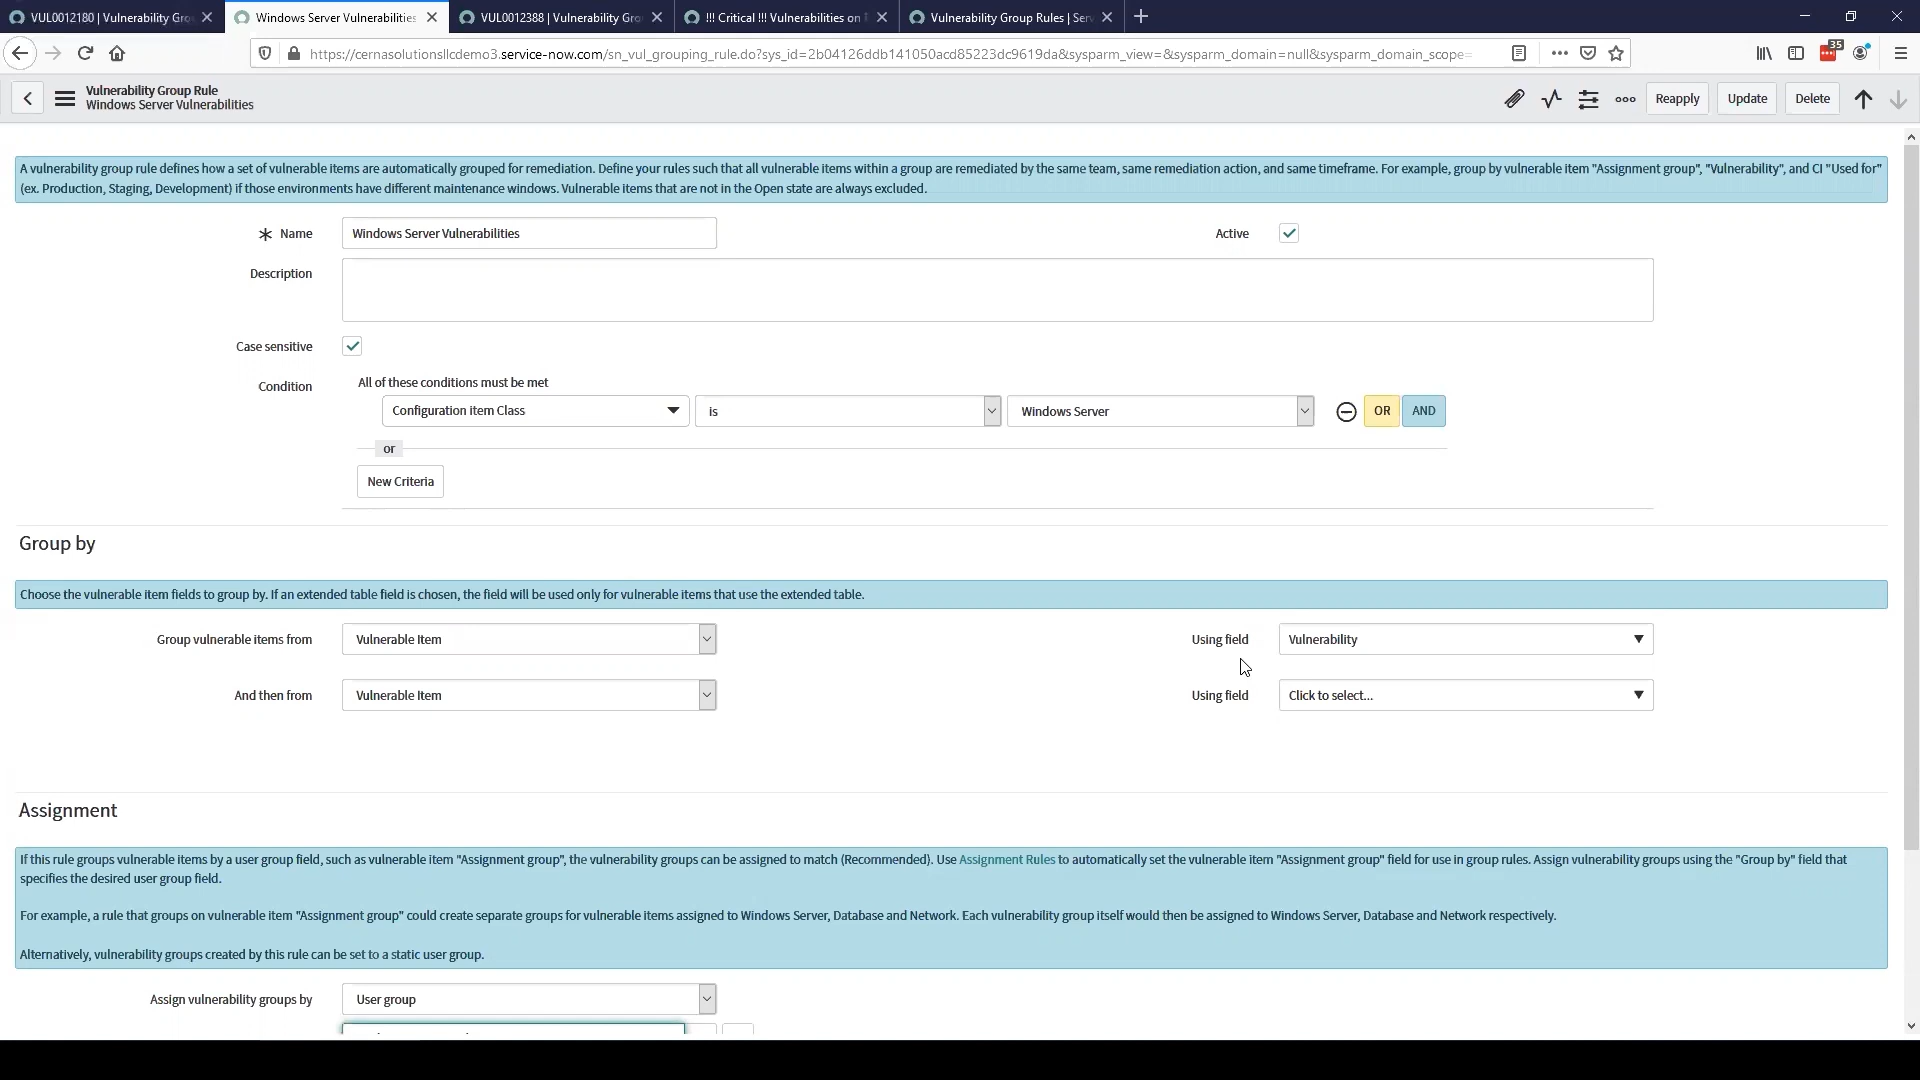 VUL0012180 | Vulnerability Gro
Windows Server Vulnerabilities
VUL0012388 | Vulnerability Gro
!!! Critical !!! Vulnerabilities on
Vulnerability Group Rules | Serv
https://cernasolutionsllcdemo3.service-now.com/sn_vul_grouping_rule.do?sys_id=2b04126ddb141050acd85223dc9619da&sysparm_view=&sysparm_domain=null&sysparm_domain_scope=
35
Vulnerability Group Rule
Windows Server Vulnerabilities
Reapply
Update
Delete
A vulnerability group rule defines how a set of vulnerable items are automatically grouped for remediation. Define your rules such that all vulnerable items within a group are remediated by the same team, same remediation action, and same timeframe. For example, group by vulnerable item "Assignment group", "Vulnerability", and CI "Used for"
(ex. Production, Staging, Development) if those environments have different maintenance windows. Vulnerable items that are not in the Open state are always excluded.
Name
Windows Server Vulnerabilities
Active
Description
Case sensitive
Condition
All of these conditions must be met
Configuration item Class
is
Windows Server
OR
AND
or
New Criteria
Group by
Choose the vulnerable item fields to group by. If an extended table field is chosen, the field will be used only for vulnerable items that use the extended table.
Group vulnerable items from
Vulnerable Item
Using field
Vulnerability
And then from
Vulnerable Item
Using field
Click to select...
Assignment
If this rule groups vulnerable items by a user group field, such as vulnerable item "Assignment group", the vulnerability groups can be assigned to match (Recommended). Use Assignment Rules to automatically set the vulnerable item "Assignment group" field for use in group rules. Assign vulnerability groups using the "Group by" field that
specifies the desired user group field.
For example, a rule that groups on vulnerable item "Assignment group" could create separate groups for vulnerable items assigned to Windows Server, Database and Network. Each vulnerability group itself would then be assigned to Windows Server, Database and Network respectively.
Alternatively, vulnerability groups created by this rule can be set to a static user group.
Assign vulnerability groups by
User group